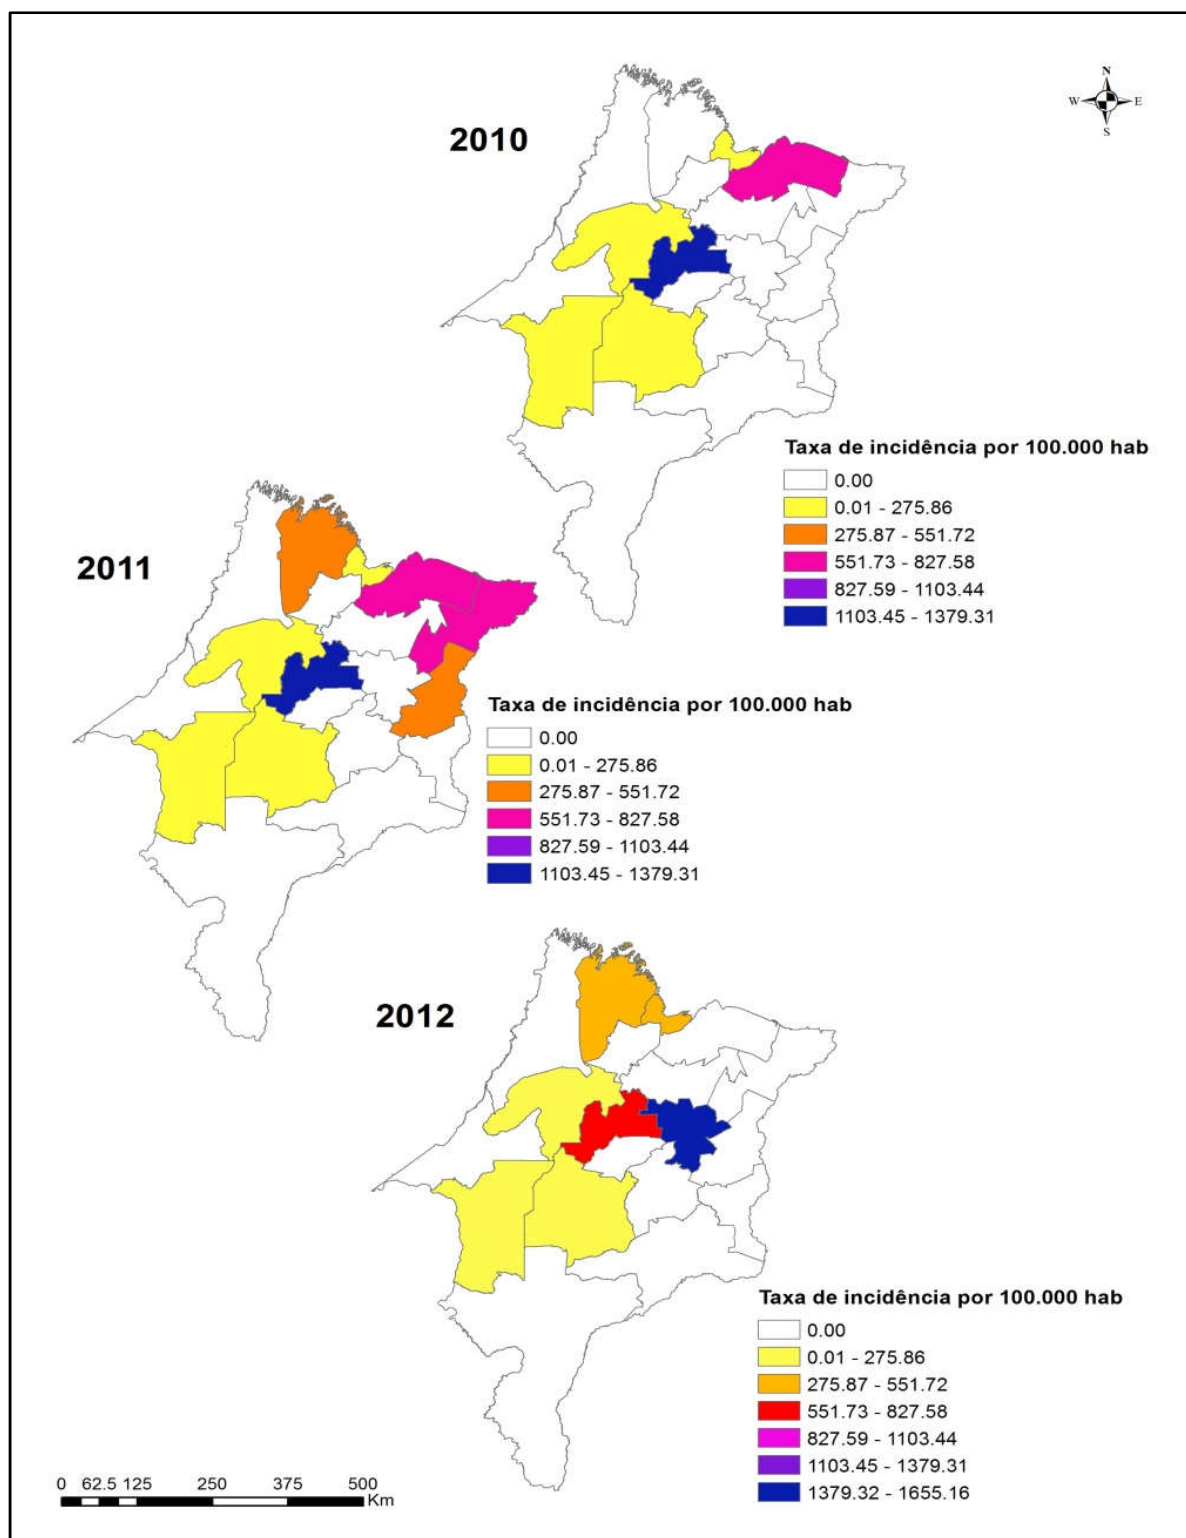 N
W E
S
2010
Taxa de incidência por 100.000 hab
0.00
0.01 - 275.86
275.87 - 551.72
551.73 - 827.58
827.59 - 1103.44
1103.45 - 1379.31
2011
Taxa de incidência por 100.000 hab
0.00
0.01 - 275.86
275.87 - 551.72
551.73 - 827.58
827.59 - 1103.44
1103.45 - 1379.31
2012
Taxa de incidência por 100.000 hab
0.00
0.01 - 275.86
275.87 - 551.72
551.73 - 827.58
827.59 - 1103.44
1103.45 - 1379.31
1379.32 - 1655.16
0 62.5 125 250 375 500
Km